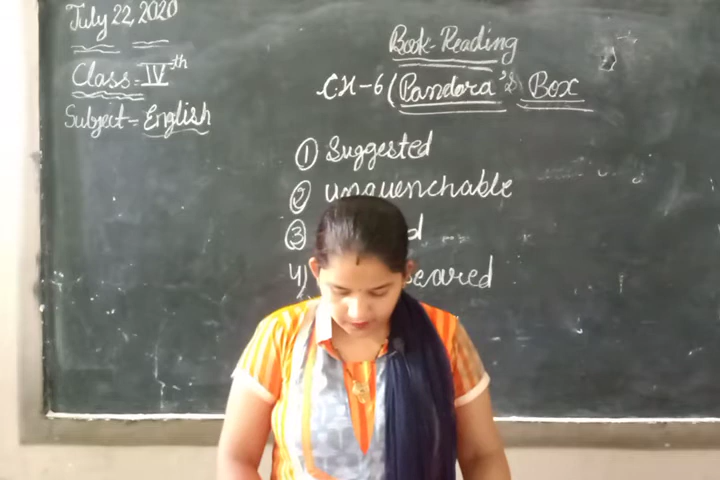 July 22, 2020
Class- IVth
Subject- English
Book-Reading
CH-6 (Pandora's Box
① Suggested
② unquenchable
③
4)